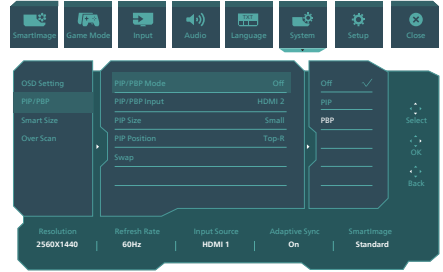 SmartImage
Game Mode
Input
Audio
TXT
Language
System
Setup
Close
OSD Setting
PIP/PBP
Smart Size
Over Scan
PIP/PBP Mode Off
PIP/PBP Input HDMI 2
PIP Size Small
PIP Position Top-R
Swap
Off
PIP
PBP
Select
OK
Back
Resolution Refresh Rate Input Source Adaptive Sync SmartImage
2560X1440 | 60Hz | HDMI 1 | On | Standard